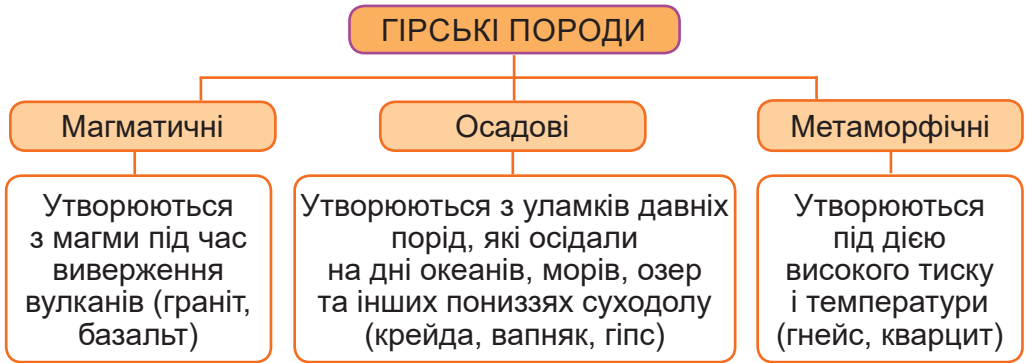 ГІРСЬКІ ПОРОДИ
Магматичні
Осадові
Метаморфічні
Утворюються
з магми під час
виверження
вулканів (граніт,
базальт)
Утворюються з уламків давніх
порід, які осідали
на дні океанів, морів, озер
та інших пониззях суходолу
(крейда, вапняк, гіпс)
Утворюються
під дією
високого тиску
і температури
(гнейс, кварцит)